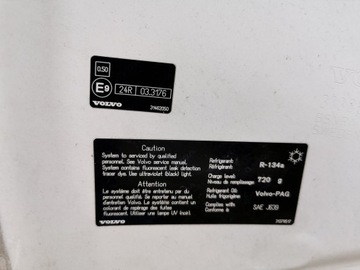 0.50
E9 24R 03.3176
VOLVO 31462050
Caution
System to serviced by qualified
personnel. See Volvo service manual.
System contains fluorescent leak detection
tracer dye. Use ultraviolet (black) light.
Attention
Le système doit être entretenu par du
personnel qualifié. Se reporter au manuel
Volvo. Le système contient un
colorant de repérage des fuites
fluorescent. Utiliser une lampe UV (noir).
VOLVO
Refrigerant
Réfrigérant R-134a
Charge level
Niveau de remplissage 720 g
Refrigerant Oil
Huile frigorigène Volvo-PAG
Complies with
Conforme à SAE J639